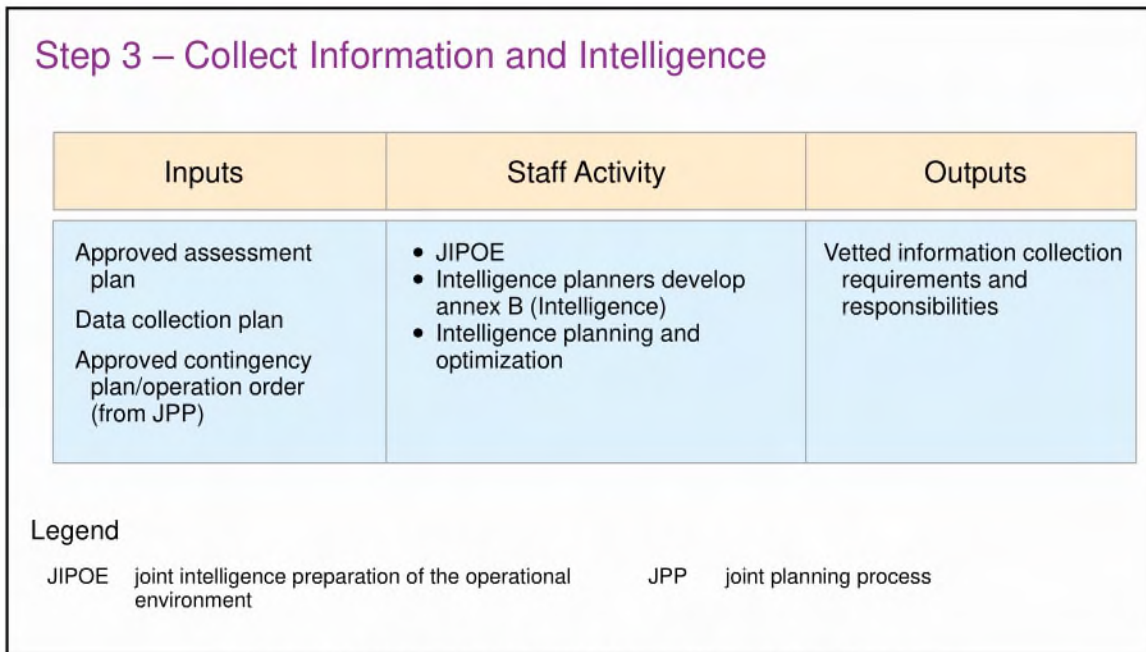 Step 3 – Collect Information and Intelligence
Inputs
Staff Activity
Outputs
Approved assessment
plan
Data collection plan
Approved contingency
plan/operation order
(from JPP)
• JIPOE
• Intelligence planners develop
annex B (Intelligence)
• Intelligence planning and
optimization
Vetted information collection
requirements and
responsibilities
Legend
JIPOE joint intelligence preparation of the operational
environment
JPP joint planning process